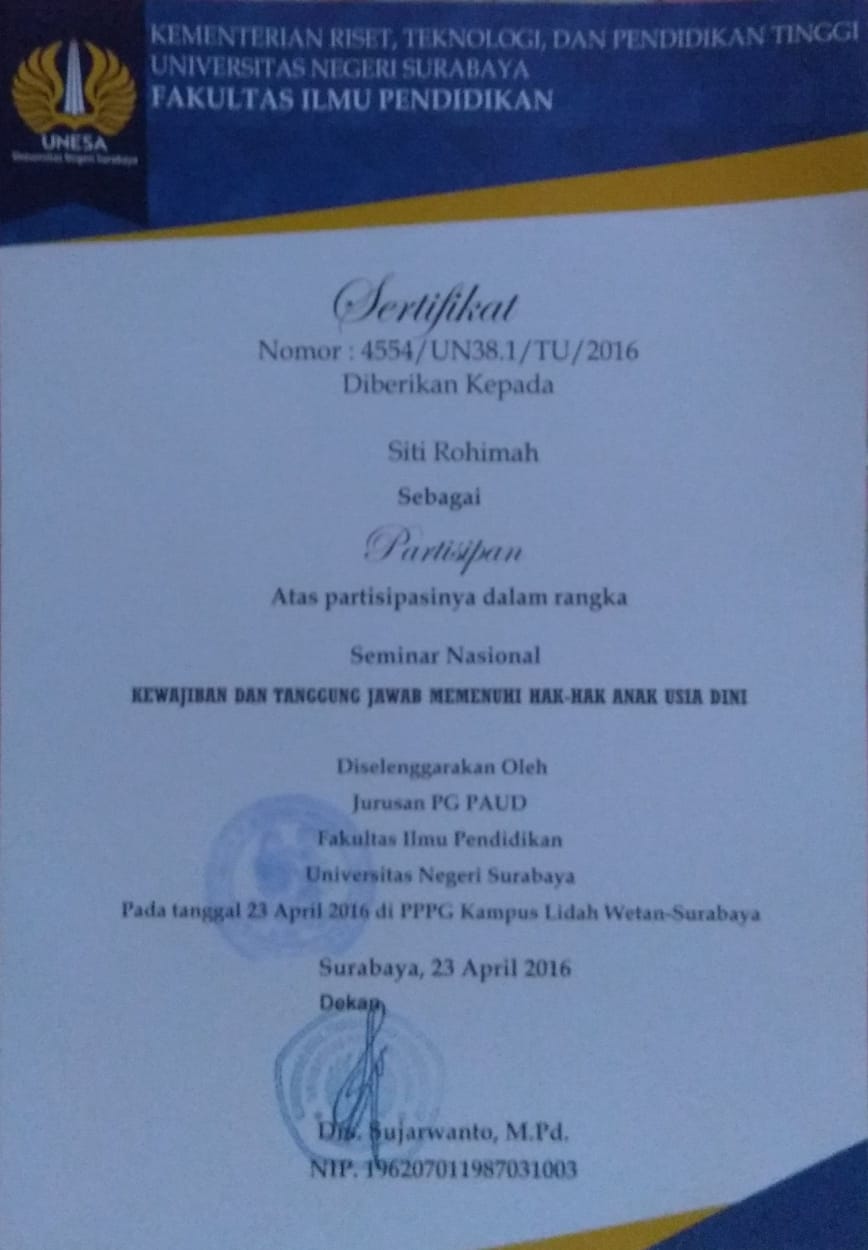 KEMENTERIAN RISET, TEKNOLOGI, DAN PENDIDIKAN TINGGI
UNIVERSITAS NEGERI SURABAYA
FAKULTAS ILMU PENDIDIKAN
UNESA
Universitas Negeri Surabaya
Sertifikat
Nomor : 4554/UN38.1/TU/2016
Diberikan Kepada
Siti Rohimah
Sebagai
Partisipan
Atas partisipasinya dalam rangka
Seminar Nasional
KEWAJIBAN DAN TANGGUNG JAWAB MEMENUHI HAK-HAK ANAK USIA DINI
Diselenggarakan Oleh
Jurusan PG PAUD
Fakultas Ilmu Pendidikan
Universitas Negeri Surabaya
Pada tanggal 23 April 2016 di PPPG Kampus Lidah Wetan-Surabaya
Surabaya, 23 April 2016
Dekan
Drs. Sujarwanto, M.Pd.
NIP. 196207011987031003